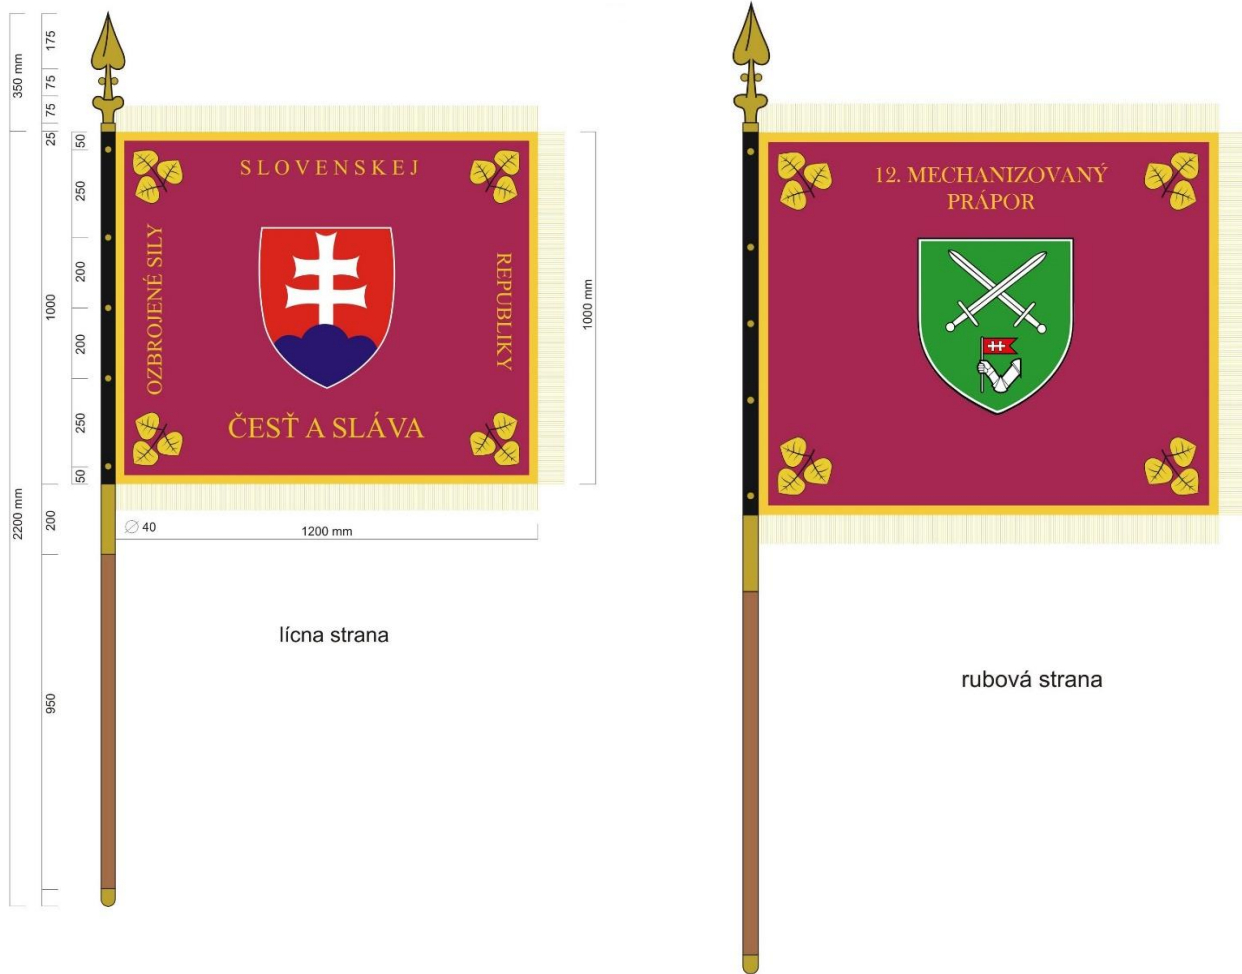 350 mm
175
75
75
25
2200 mm
1000
200
950
50
250
200
200
250
50
SLOVENSKEJ
OZBROJENÉ SILY
REPUBLIKY
ČESŤ A SLÁVA
1000 mm
⌀ 40
1200 mm
lícna strana
12. MECHANIZOVANÝ
PRÁPOR
rubová strana